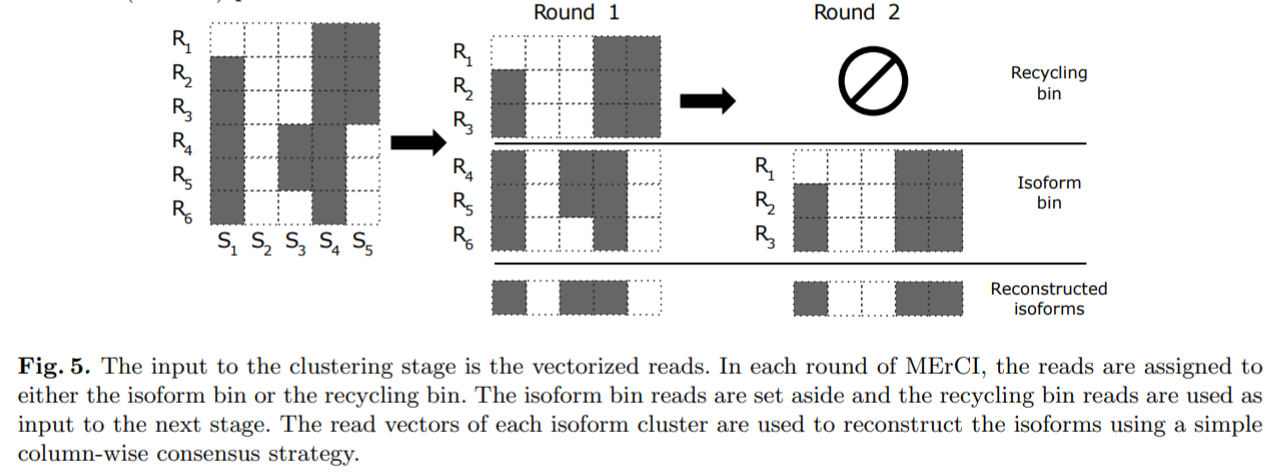 Round 1 Round 2
R1
R2
R3
R4
R5
R6
S1 S2 S3 S4 S5
R1
R2
R3
Recycling
bin
R4
R5
R6
R1
R2
R3
Isoform
bin
Reconstructed
isoforms
Fig. 5. The input to the clustering stage is the vectorized reads. In each round of MErCI, the reads are assigned to
either the isoform bin or the recycling bin. The isoform bin reads are set aside and the recycling bin reads are used as
input to the next stage. The read vectors of each isoform cluster are used to reconstruct the isoforms using a simple
column-wise consensus strategy.